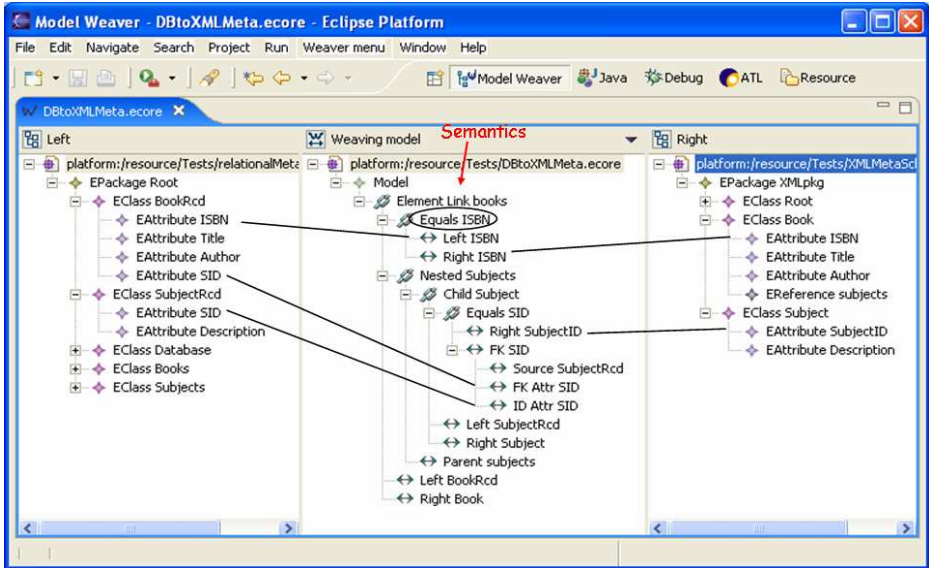 Model Weaver - DBtoXMLMeta.ecore - Eclipse Platform
File Edit Navigate Search Project Run Weaver menu Window Help
Model Weaver Java Debug ATL Resource
DBtoXMLMeta.ecore
Semantics
Left
platform:/resource/Tests/relationalMeta
EPackage Root
EClass BookRcd
EAttribute ISBN
EAttribute Title
EAttribute Author
EAttribute SID
EClass SubjectRcd
EAttribute SID
EAttribute Description
EClass Database
EClass Books
EClass Subjects
Weaving model
platform:/resource/Tests/DBtoXMLMeta.ecore
Model
Element Link books
Equals ISBN
Left ISBN
Right ISBN
Nested Subjects
Child Subject
Equals SID
Right SubjectID
FK SID
Source SubjectRcd
FK Attr SID
ID Attr SID
Left SubjectRcd
Right Subject
Parent subjects
Left BookRcd
Right Book
Right
platform:/resource/Tests/XMLMetaScl
EPackage XMLpkg
EClass Root
EClass Book
EAttribute ISBN
EAttribute Title
EAttribute Author
EReference subjects
EClass Subject
EAttribute SubjectID
EAttribute Description